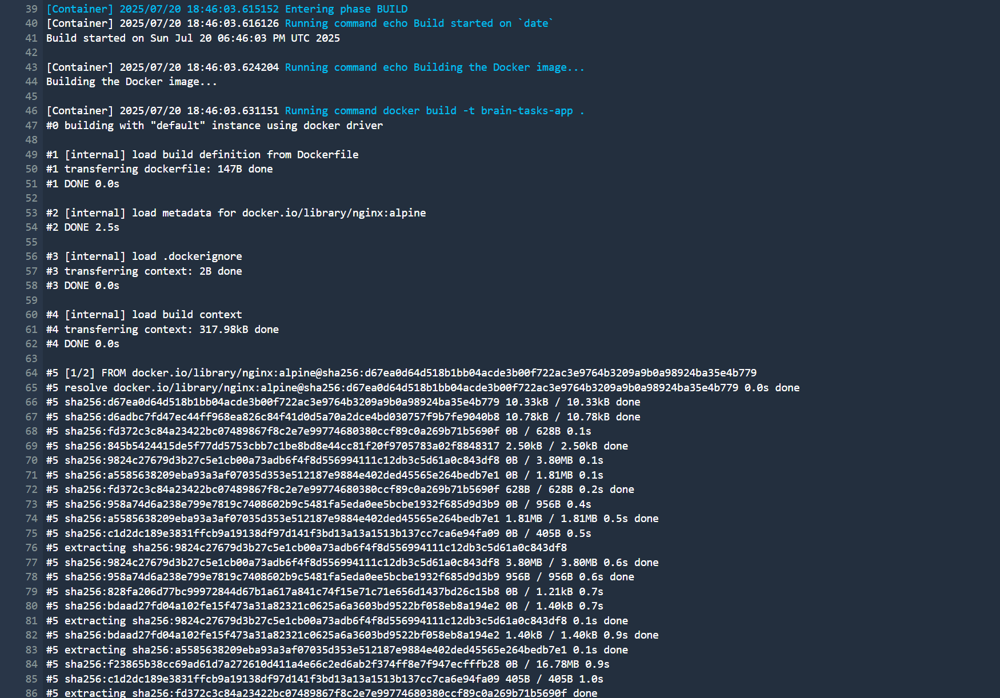 39 [Container] 2025/07/20 18:46:03.615152 Entering phase BUILD
40 [Container] 2025/07/20 18:46:03.616126 Running command echo Build started on `date`
41 Build started on Sun Jul 20 06:46:03 PM UTC 2025
42
43 [Container] 2025/07/20 18:46:03.624204 Running command echo Building the Docker image...
44 Building the Docker image...
45
46 [Container] 2025/07/20 18:46:03.631151 Running command docker build -t brain-tasks-app .
47 #0 building with "default" instance using docker driver
48
49 #1 [internal] load build definition from Dockerfile
50 #1 transferring dockerfile: 147B done
51 #1 DONE 0.0s
52
53 #2 [internal] load metadata for docker.io/library/nginx:alpine
54 #2 DONE 2.5s
55
56 #3 [internal] load .dockerignore
57 #3 transferring context: 2B done
58 #3 DONE 0.0s
59
60 #4 [internal] load build context
61 #4 transferring context: 317.98kB done
62 #4 DONE 0.0s
63
64 #5 [1/2] FROM docker.io/library/nginx:alpine@sha256:d67ea0d64d518b1bb04acde3b00f722ac3e9764b3209a9b0a98924ba35e4b779
65 #5 resolve docker.io/library/nginx:alpine@sha256:d67ea0d64d518b1bb04acde3b00f722ac3e9764b3209a9b0a98924ba35e4b779 0.0s done
66 #5 sha256:d67ea0d64d518b1bb04acde3b00f722ac3e9764b3209a9b0a98924ba35e4b779 10.33kB / 10.33kB done
67 #5 sha256:d6adbc7fd47ec44ff968ea826c84f41d0d5a70a2dce4bd030757f9b7fe9040b8 10.78kB / 10.78kB done
68 #5 sha256:fd372c3c84a23422bc07489867f8c2e7e99774680380ccf89c0a269b71b5690f 0B / 628B 0.1s
69 #5 sha256:845b5424415de5f77dd5753cbb7c1be8bd8e44cc81f20f9705783a02f8848317 2.50kB / 2.50kB done
70 #5 sha256:9824c27679d3b27c5e1cb00a73adb6f4f8d556994111c12db3c5d61a0c843df8 0B / 3.80MB 0.1s
71 #5 sha256:a5585638209eba93a3af07035d353e512187e9884e402ded45565e264bedb7e1 0B / 1.81MB 0.1s
72 #5 sha256:fd372c3c84a23422bc07489867f8c2e7e99774680380ccf89c0a269b71b5690f 628B / 628B 0.2s done
73 #5 sha256:958a74d6a238e799e7819c7408602b9c5481fa5eda0ee5bcbe1932f685d9d3b9 0B / 956B 0.4s
74 #5 sha256:a5585638209eba93a3af07035d353e512187e9884e402ded45565e264bedb7e1 1.81MB / 1.81MB 0.5s done
75 #5 sha256:c1d2dc189e3831ffcb9a19138df97d141f3bd13a13a1513b137cc7ca6e94fa09 0B / 405B 0.5s
76 #5 extracting sha256:9824c27679d3b27c5e1cb00a73adb6f4f8d556994111c12db3c5d61a0c843df8
77 #5 sha256:9824c27679d3b27c5e1cb00a73adb6f4f8d556994111c12db3c5d61a0c843df8 3.80MB / 3.80MB 0.6s done
78 #5 sha256:958a74d6a238e799e7819c7408602b9c5481fa5eda0ee5bcbe1932f685d9d3b9 956B / 956B 0.6s done
79 #5 sha256:828fa206d77bc99972844d67b1a617a841c74f15e71c71e656d1437bd26c15b8 0B / 1.21kB 0.7s
80 #5 sha256:bdaad27fd04a102fe15f473a31a82321c0625a6a3603bd9522bf058eb8a194e2 0B / 1.40kB 0.7s
81 #5 extracting sha256:9824c27679d3b27c5e1cb00a73adb6f4f8d556994111c12db3c5d61a0c843df8 0.1s done
82 #5 sha256:bdaad27fd04a102fe15f473a31a82321c0625a6a3603bd9522bf058eb8a194e2 1.40kB / 1.40kB 0.9s done
83 #5 extracting sha256:a5585638209eba93a3af07035d353e512187e9884e402ded45565e264bedb7e1 0.1s done
84 #5 sha256:f23865b38cc69ad61d7a272610d411a4e66c2ed6ab2f374ff8e7f947ecfffb28 0B / 16.78MB 0.9s
85 #5 sha256:c1d2dc189e3831ffcb9a19138df97d141f3bd13a13a1513b137cc7ca6e94fa09 405B / 405B 1.0s
86 #5 extracting sha256:fd372c3c84a23422bc07489867f8c2e7e99774680380ccf89c0a269b71b5690f done